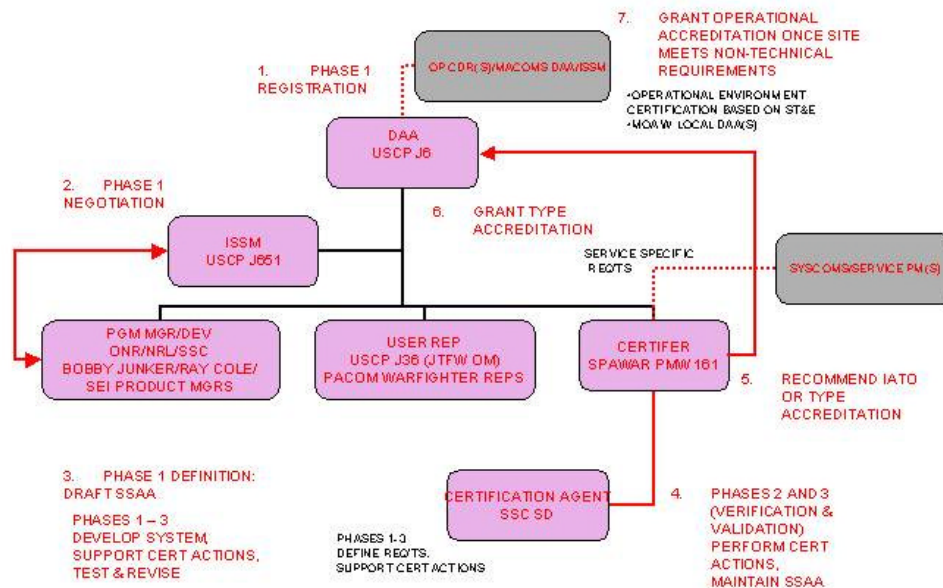 7. GRANT OPERATIONAL
ACCREDITATION ONCE SITE
MEETS NON-TECHNICAL
REQUIREMENTS
•OPERATIONAL ENVIRONMENT
CERTIFICATION BASED ON ST&E
•MOA W/ LOCAL DAA(S)
1. PHASE 1
REGISTRATION
OP CDR(S)/MACOMS DAA/ISSM
DAA
USCP J6
2. PHASE 1
NEGOTIATION
ISSM
USCP J651
6. GRANT TYPE
ACCREDITATION
SERVICE SPECIFIC
REQ'TS
SYSCOMS/SERVICE PM(S)
PGM MGR/DEV
ONR/NRL/SSC
BOBBY JUNKER/RAY COLE/
SEI PRODUCT MGRS
USER REP
USCP J36 (JTFW OM)
PACOM WARFIGHTER REPS
CERTIFER
SPAWAR PMW 161
5. RECOMMEND IATO
OR TYPE
ACCREDITATION
3. PHASE 1 DEFINITION:
DRAFT SSAA
PHASES 1 – 3
DEVELOP SYSTEM,
SUPPORT CERT ACTIONS,
TEST & REVISE
PHASES 1-3
DEFINE REQ'TS.
SUPPORT CERT ACTIONS
CERTIFICATION AGENT
SSC SD
4. PHASES 2 AND 3
(VERIFICATION &
VALIDATION)
PERFORM CERT
ACTIONS,
MAINTAIN SSAA